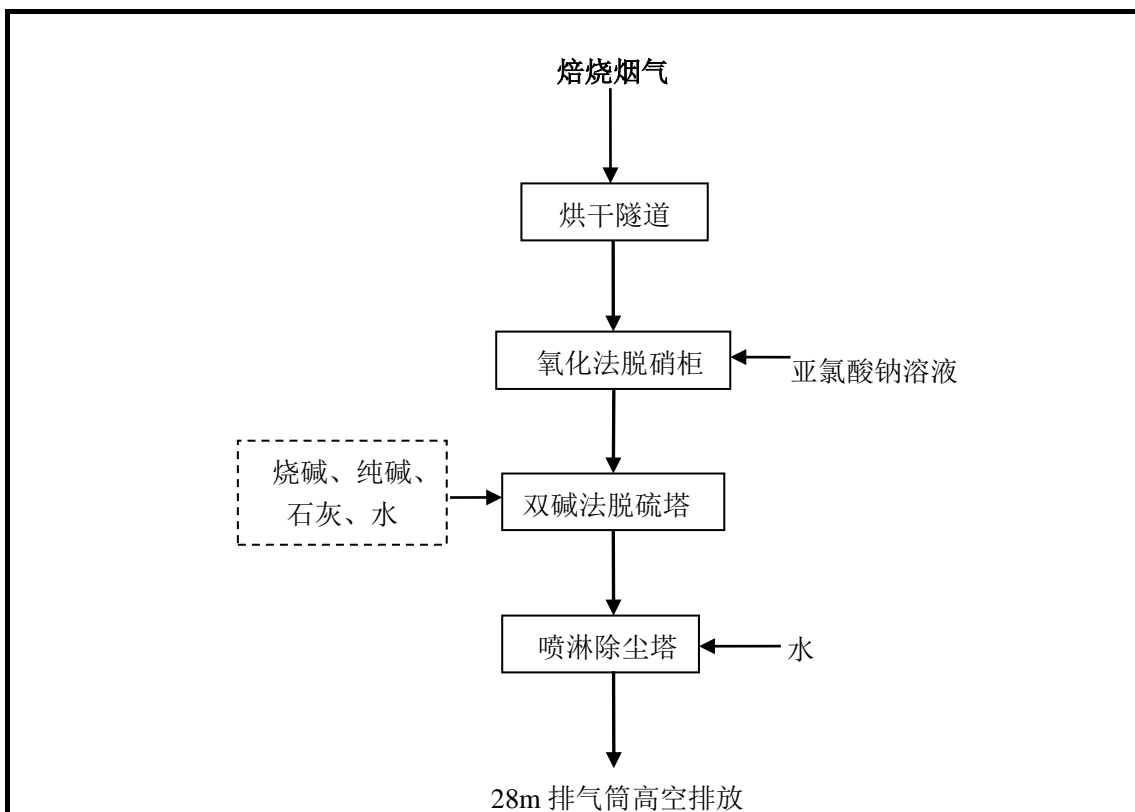 焙烧烟气
烘干隧道
氧化法脱硝柜
亚氯酸钠溶液
烧碱、纯碱、
石灰、水
双碱法脱硫塔
喷淋除尘塔
水
28m 排气筒高空排放